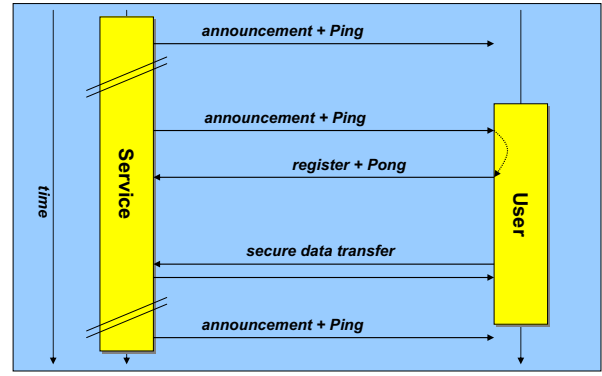 announcement + Ping
announcement + Ping
Service
register + Pong
User
time
secure data transfer
announcement + Ping